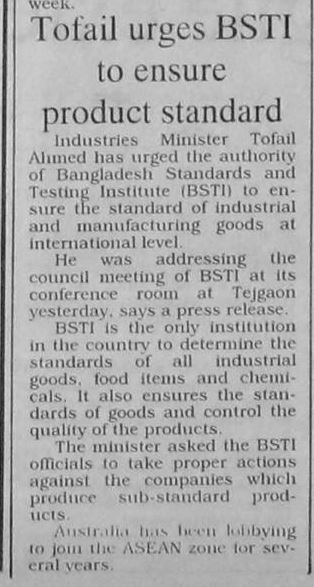 week.
Tofail urges BSTI
to ensure
product standard
Industries Minister Tofail
Ahmed has urged the authority
of Bangladesh Standards and
Testing Institute (BSTI) to en-
sure the standard of industrial
and manufacturing goods at
international level.
He was addressing the
council meeting of BSTI at its
conference room at Tejgaon
yesterday, says a press release.
BSTI is the only institution
in the country to determine the
standards of all industrial
goods, food items and chemi-
cals. It also ensures the stan-
dards of goods and control the
quality of the products.
The minister asked the BSTI
officials to take proper actions
against the companies which
produce sub-standard prod-
ucts.
Australia has been lobbying
to join the ASEAN zone for sev-
eral years.